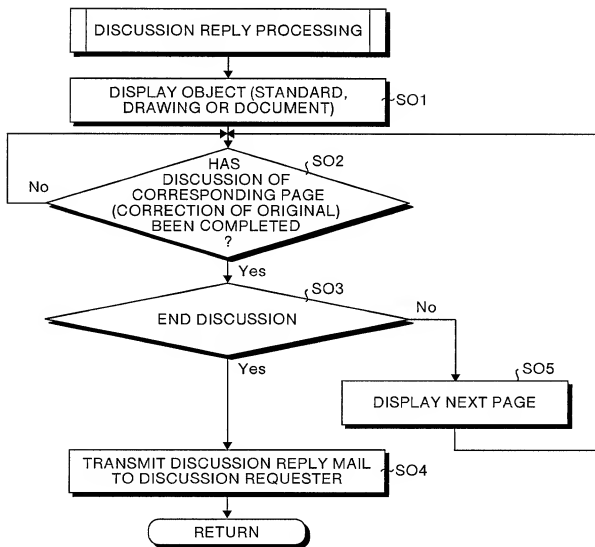 DISCUSSION REPLY PROCESSING
DISPLAY OBJECT (STANDARD,
DRAWING OR DOCUMENT)
SO1
SO2
HAS
DISCUSSION OF
CORRESPONDING PAGE
(CORRECTION OF ORIGINAL)
BEEN COMPLETED
?
No
Yes
SO3
END DISCUSSION
No
Yes
SO5
DISPLAY NEXT PAGE
TRANSMIT DISCUSSION REPLY MAIL
TO DISCUSSION REQUESTER
SO4
RETURN